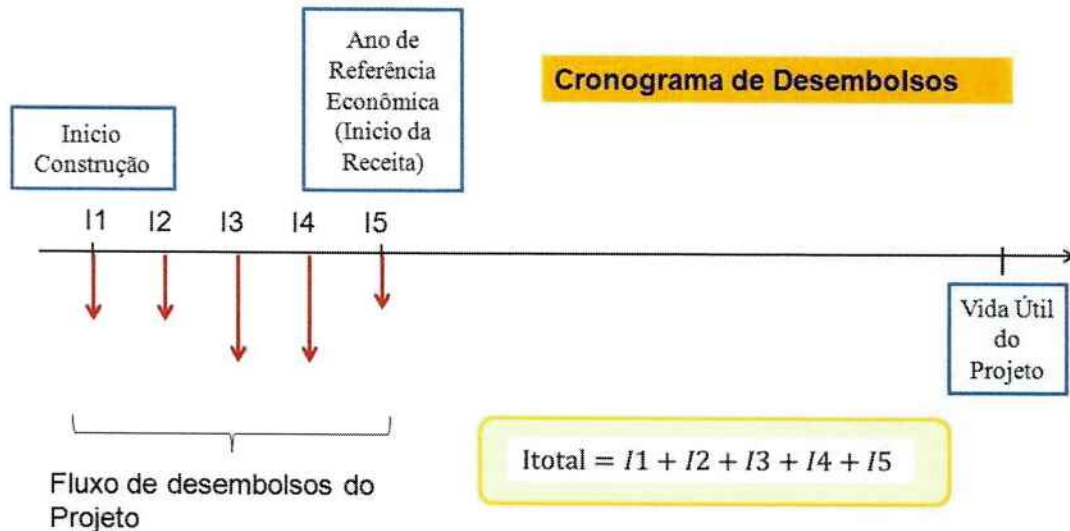 Ano de
Referência
Econômica
(Inicio da
Receita)
Cronograma de Desembolsos
Inicio
Construção
I1 I2 I3 I4 I5
Vida Útil
do
Projeto
Itotal = I1 + I2 + I3 + I4 + I5
Fluxo de desembolsos do
Projeto